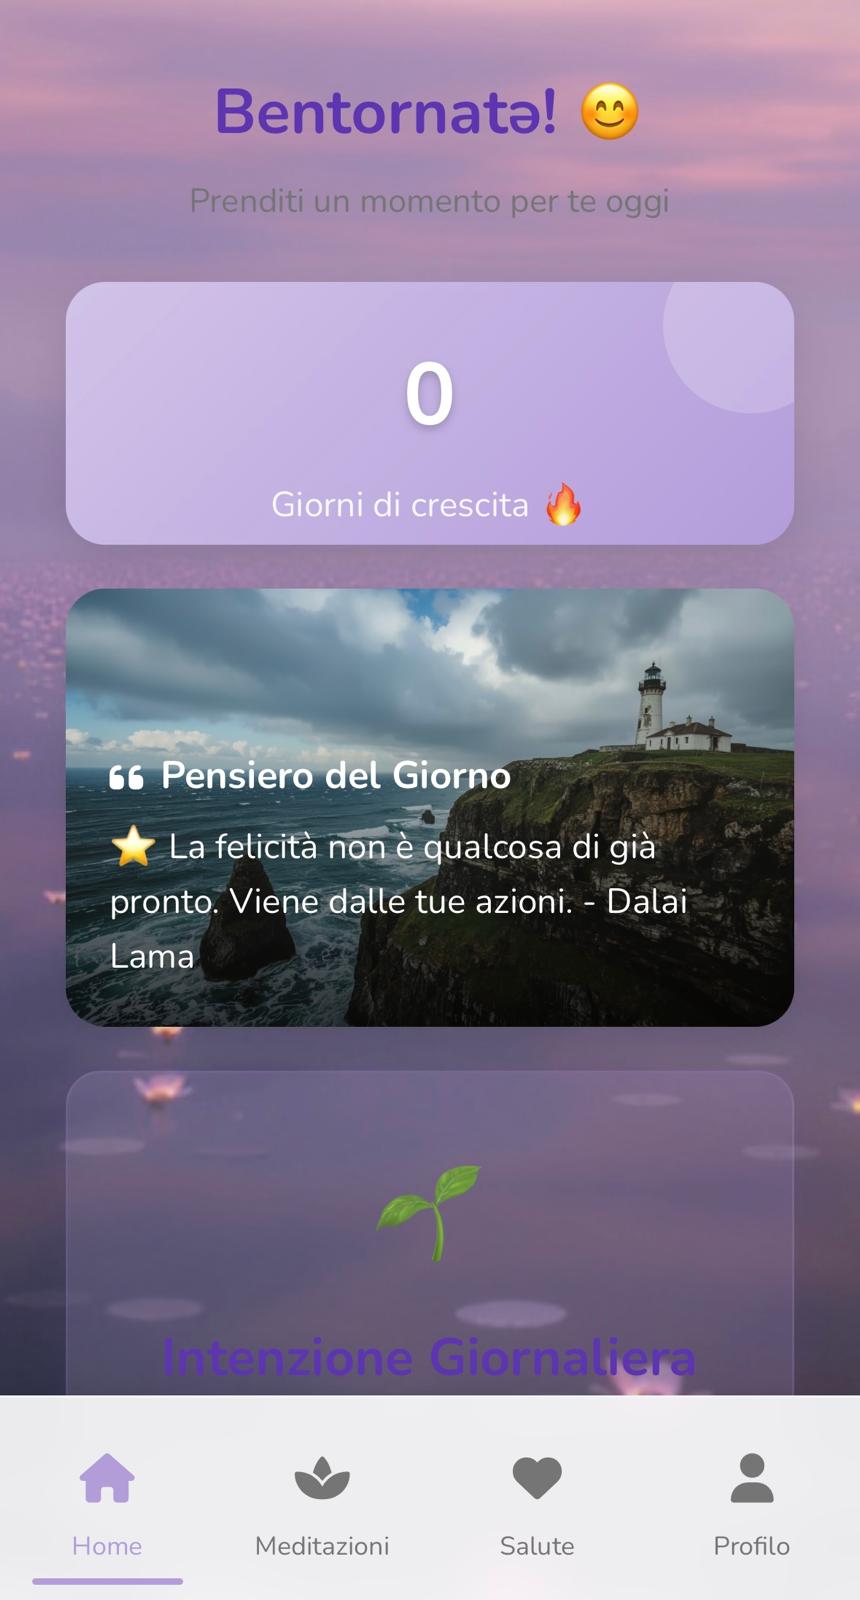 Bentornatə! 😊
Prenditi un momento per te oggi
0
Giorni di crescita 🔥
❝ Pensiero del Giorno
⭐ La felicità non è qualcosa di già
pronto. Viene dalle tue azioni. - Dalai
Lama
Intenzione Giornaliera
Home
Meditazioni
Salute
Profilo